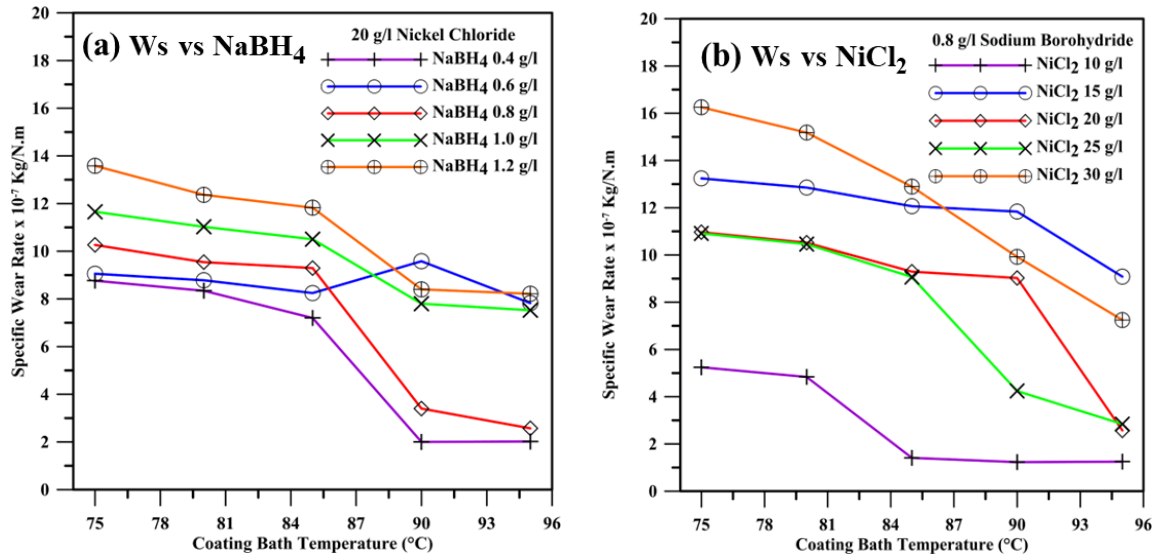 (a) Ws vs NaBH4
20 g/l Nickel Chloride
NaBH4 0.4 g/l
NaBH4 0.6 g/l
NaBH4 0.8 g/l
NaBH4 1.0 g/l
NaBH4 1.2 g/l
Specific Wear Rate x 10-7 Kg/N.m
20
18
16
14
12
10
8
6
4
2
0
75 78 81 84 87 90 93 96
Coating Bath Temperature (°C)
(b) Ws vs NiCl2
0.8 g/l Sodium Borohydride
NiCl2 10 g/l
NiCl2 15 g/l
NiCl2 20 g/l
NiCl2 25 g/l
NiCl2 30 g/l
Specific Wear Rate x 10-7 Kg/N.m
20
18
16
14
12
10
8
6
4
2
0
75 78 81 84 87 90 93 96
Coating Bath Temperature (°C)